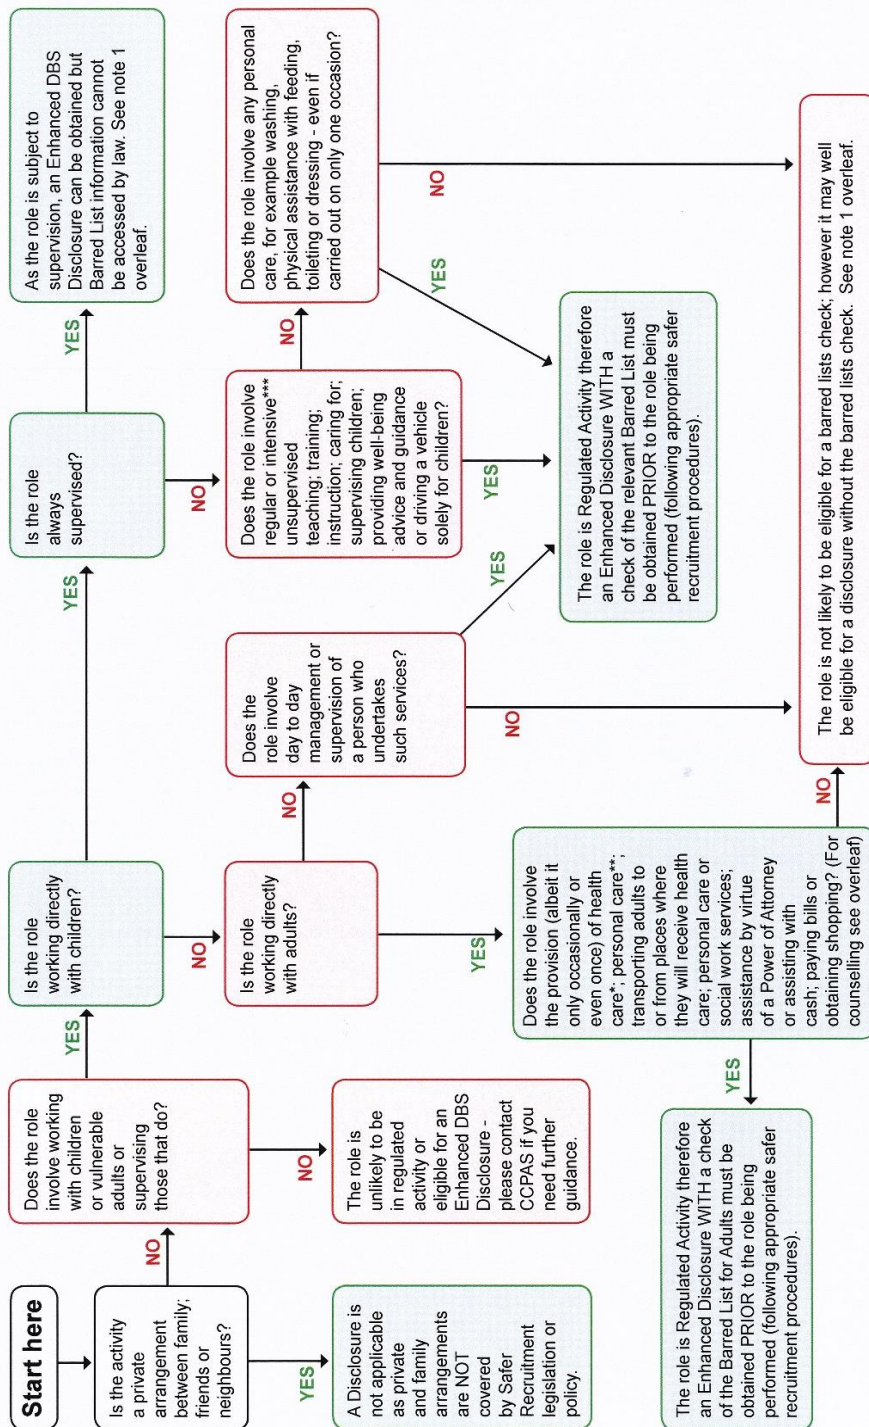 Start here
Is the activity
a private
arrangement
between family;
friends or
neighbours?
YES
A Disclosure is
not applicable
as private
and family
arrangements
are NOT
covered
by Safer
Recruitment
legislation or
policy.
NO
Does the role
involve working
with children
or vulnerable
adults or
supervising
those that do?
NO
The role is
unlikely to be
in regulated
activity or
eligible for an
Enhanced DBS
Disclosure -
please contact
CCPAS if you
need further
guidance.
YES
Is the role
working directly
with children?
YES
Is the role
always
supervised?
YES
As the role is subject to
supervision, an Enhanced DBS
Disclosure can be obtained but
Barred List information cannot
be accessed by law. See note 1
overleaf.
NO
Does the role involve
regular or intensive***
unsupervised
teaching; training;
instruction; caring for;
supervising children;
providing well-being
advice and guidance
or driving a vehicle
solely for children?
NO
Does the role involve any personal
care, for example washing,
physical assistance with feeding,
toileting or dressing - even if
carried out on only one occasion?
NO
YES
YES
NO
Is the role
working directly
with adults?
NO
Does the
role involve
day to day
management or
supervision of
a person who
undertakes
such services?
YES
NO
The role is Regulated Activity therefore
an Enhanced Disclosure WITH a
check of the relevant Barred List must
be obtained PRIOR to the role being
performed (following appropriate safer
recruitment procedures).
YES
Does the role involve
the provision (albeit it
only occasionally or
even once) of health
care*; personal care**;
transporting adults to
or from places where
they will receive health
care; personal care or
social work services;
assistance by virtue
of a Power of Attorney
or assisting with
cash; paying bills or
obtaining shopping? (For
counselling see overleaf)
NO
The role is not likely to be eligible for a barred lists check; however it may well
be eligible for a disclosure without the barred lists check. See note 1 overleaf.
YES
The role is Regulated Activity therefore
an Enhanced Disclosure WITH a check
of the Barred List for Adults must be
obtained PRIOR to the role being
performed (following appropriate safer
recruitment procedures).